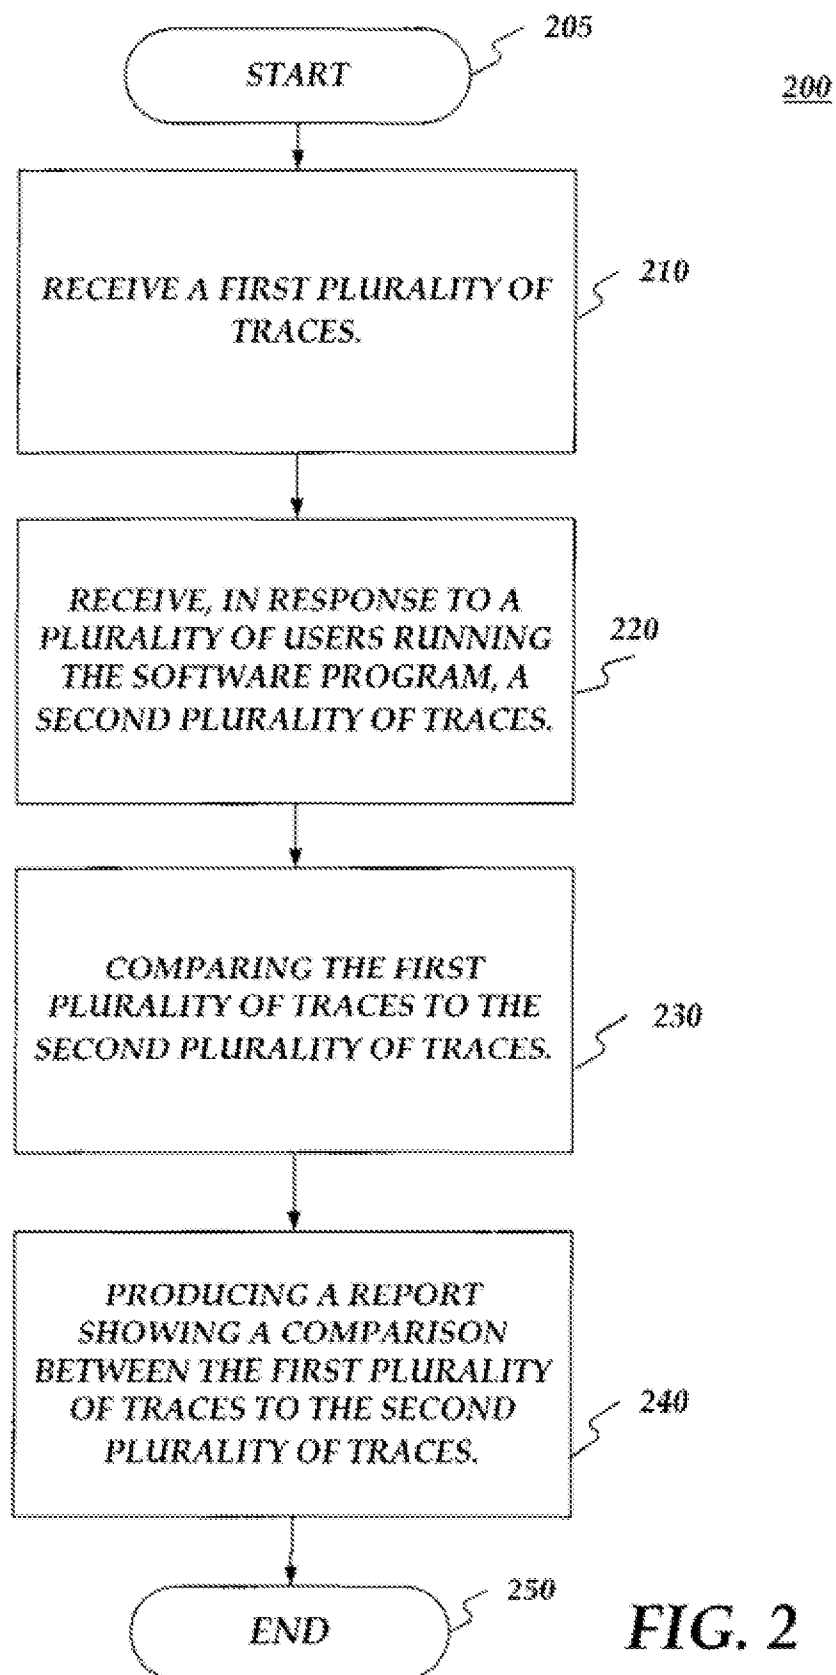 205
START
200
210
RECEIVE A FIRST PLURALITY OF
TRACES.
RECEIVE, IN RESPONSE TO A
PLURALITY OF USERS RUNNING
THE SOFTWARE PROGRAM, A
SECOND PLURALITY OF TRACES.
220
COMPARING THE FIRST
PLURALITY OF TRACES TO THE
SECOND PLURALITY OF TRACES.
230
PRODUCING A REPORT
SHOWING A COMPARISON
BETWEEN THE FIRST PLURALITY
OF TRACES TO THE SECOND
PLURALITY OF TRACES.
240
250
END
FIG. 2